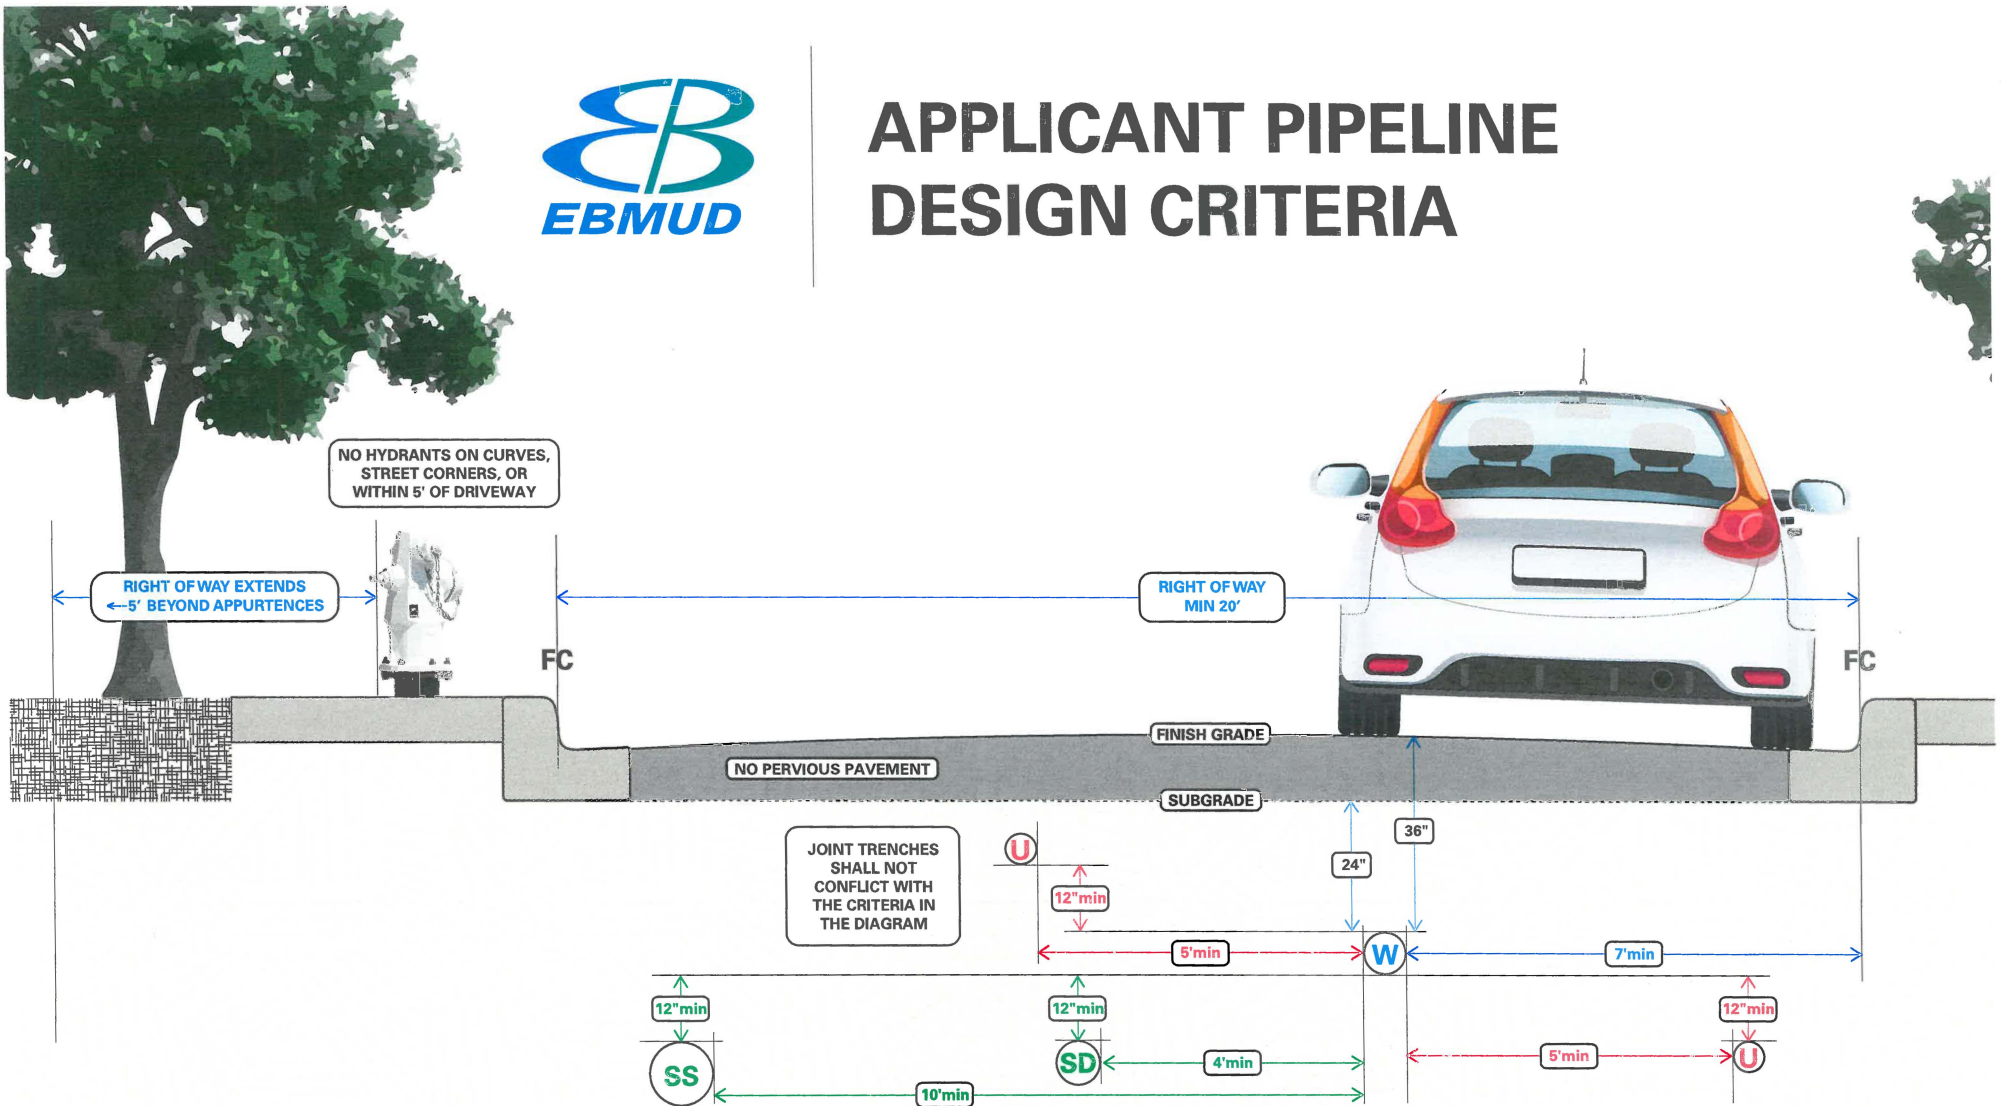 EBMUD
APPLICANT PIPELINE
DESIGN CRITERIA
NO HYDRANTS ON CURVES,
STREET CORNERS, OR
WITHIN 5' OF DRIVEWAY
RIGHT OF WAY EXTENDS
5' BEYOND APPURTENCES
RIGHT OF WAY
MIN 20'
FC
FC
FINISH GRADE
NO PERVIOUS PAVEMENT
SUBGRADE
JOINT TRENCHES
SHALL NOT
CONFLICT WITH
THE CRITERIA IN
THE DIAGRAM
U
36"
24"
12"min
5'min
W
7'min
12"min
12"min
12"min
SS
SD
4'min
5'min
U
10'min